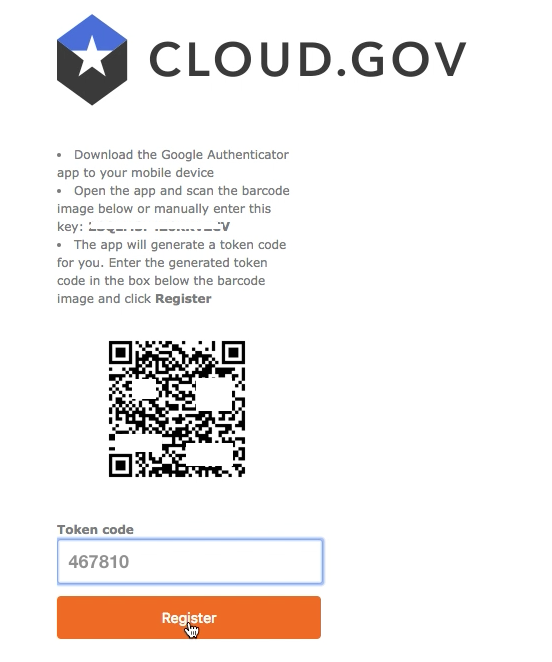 CLOUD.GOV
• Download the Google Authenticator
app to your mobile device
• Open the app and scan the barcode
image below or manually enter this
key:
• The app will generate a token code
for you. Enter the generated token
code in the box below the barcode
image and click Register
Token code
467810
Register